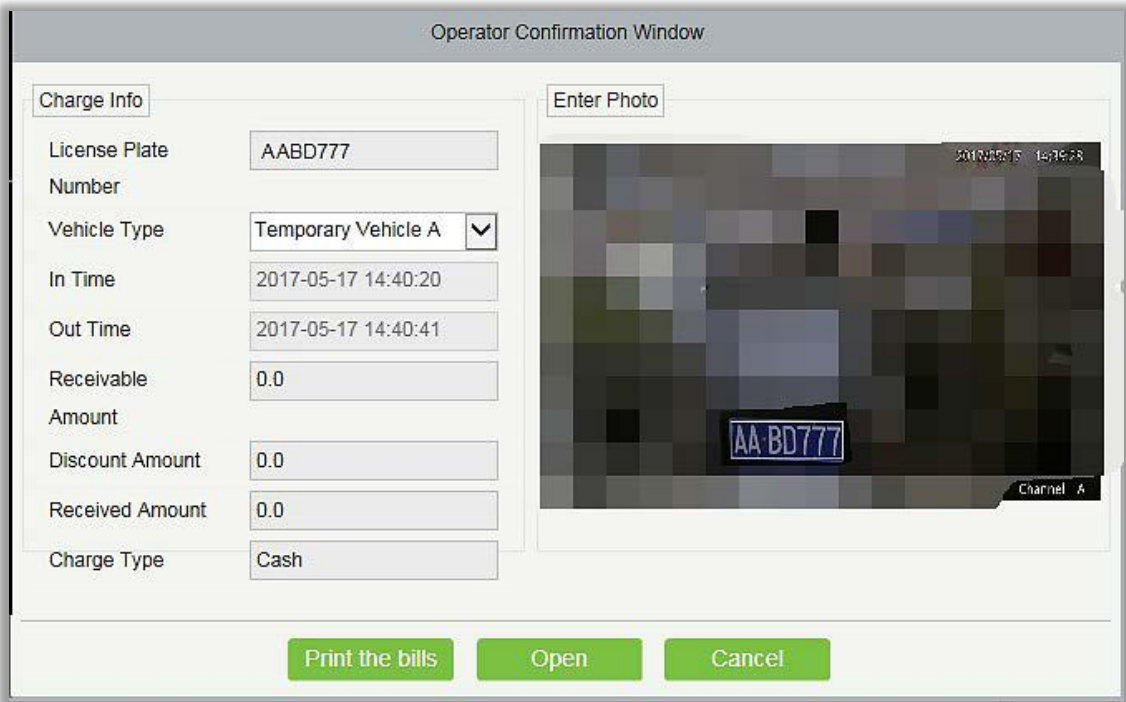 Operator Confirmation Window
Charge Info
License Plate
Number
AABD777
Vehicle Type
Temporary Vehicle A
In Time
2017-05-17 14:40:20
Out Time
2017-05-17 14:40:41
Receivable
Amount
0.0
Discount Amount
0.0
Received Amount
0.0
Charge Type
Cash
Enter Photo
AA·BD777
Channel A
Print the bills
Open
Cancel